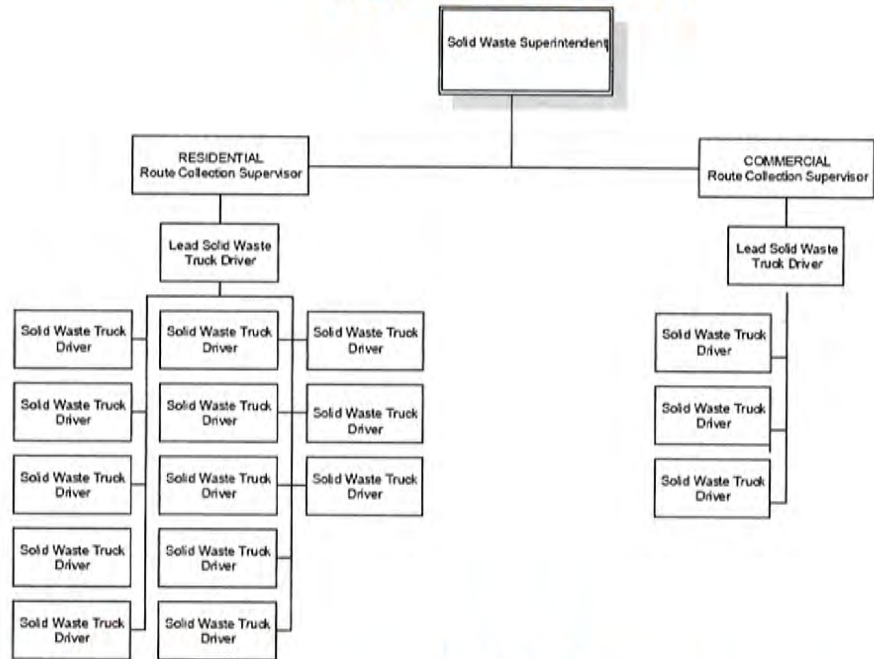 Solid Waste Superintendent
RESIDENTIAL
Route Collection Supervisor
COMMERCIAL
Route Collection Supervisor
Lead Solid Waste
Truck Driver
Lead Solid Waste
Truck Driver
Solid Waste Truck
Driver
Solid Waste Truck
Driver
Solid Waste Truck
Driver
Solid Waste Truck
Driver
Solid Waste Truck
Driver
Solid Waste Truck
Driver
Solid Waste Truck
Driver
Solid Waste Truck
Driver
Solid Waste Truck
Driver
Solid Waste Truck
Driver
Solid Waste Truck
Driver
Solid Waste Truck
Driver
Solid Waste Truck
Driver
Solid Waste Truck
Driver
Solid Waste Truck
Driver
Solid Waste Truck
Driver